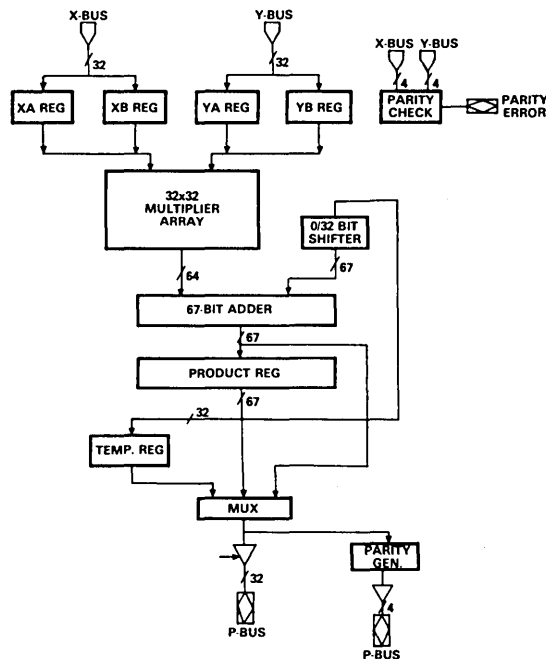 X-BUS
Y-BUS
X-BUS Y-BUS
32
32
4
4
XA REG
XB REG
YA REG
YB REG
PARITY
CHECK
PARITY
ERROR
32x32
MULTIPLIER
ARRAY
0/32 BIT
SHIFTER
64
67
67-BIT ADDER
67
PRODUCT REG
67
32
TEMP. REG
MUX
PARITY
GEN.
32
4
P-BUS
P-BUS